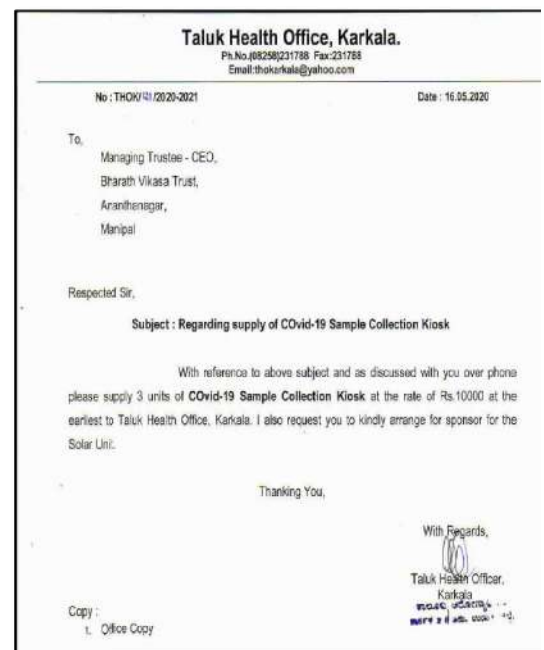 Taluk Health Office, Karkala.
Ph.No.(08258)231788 Fax:231788
Email:thokarkala@yahoo.com
No : THOK/ /2020-2021 Date : 16.05.2020
To,
Managing Trustee - CEO,
Bharath Vikasa Trust,
Ananthanagar,
Manipal
Respected Sir,
Subject : Regarding supply of COvid-19 Sample Collection Kiosk
With reference to above subject and as discussed with you over phone
please supply 3 units of COvid-19 Sample Collection Kiosk at the rate of Rs.10000 at the
earliest to Taluk Health Office, Karkala. I also request you to kindly arrange for sponsor for the
Solar Unit.
Thanking You,
With Regards,
Taluk Health Officer,
Karkala
Copy :
1. Office Copy